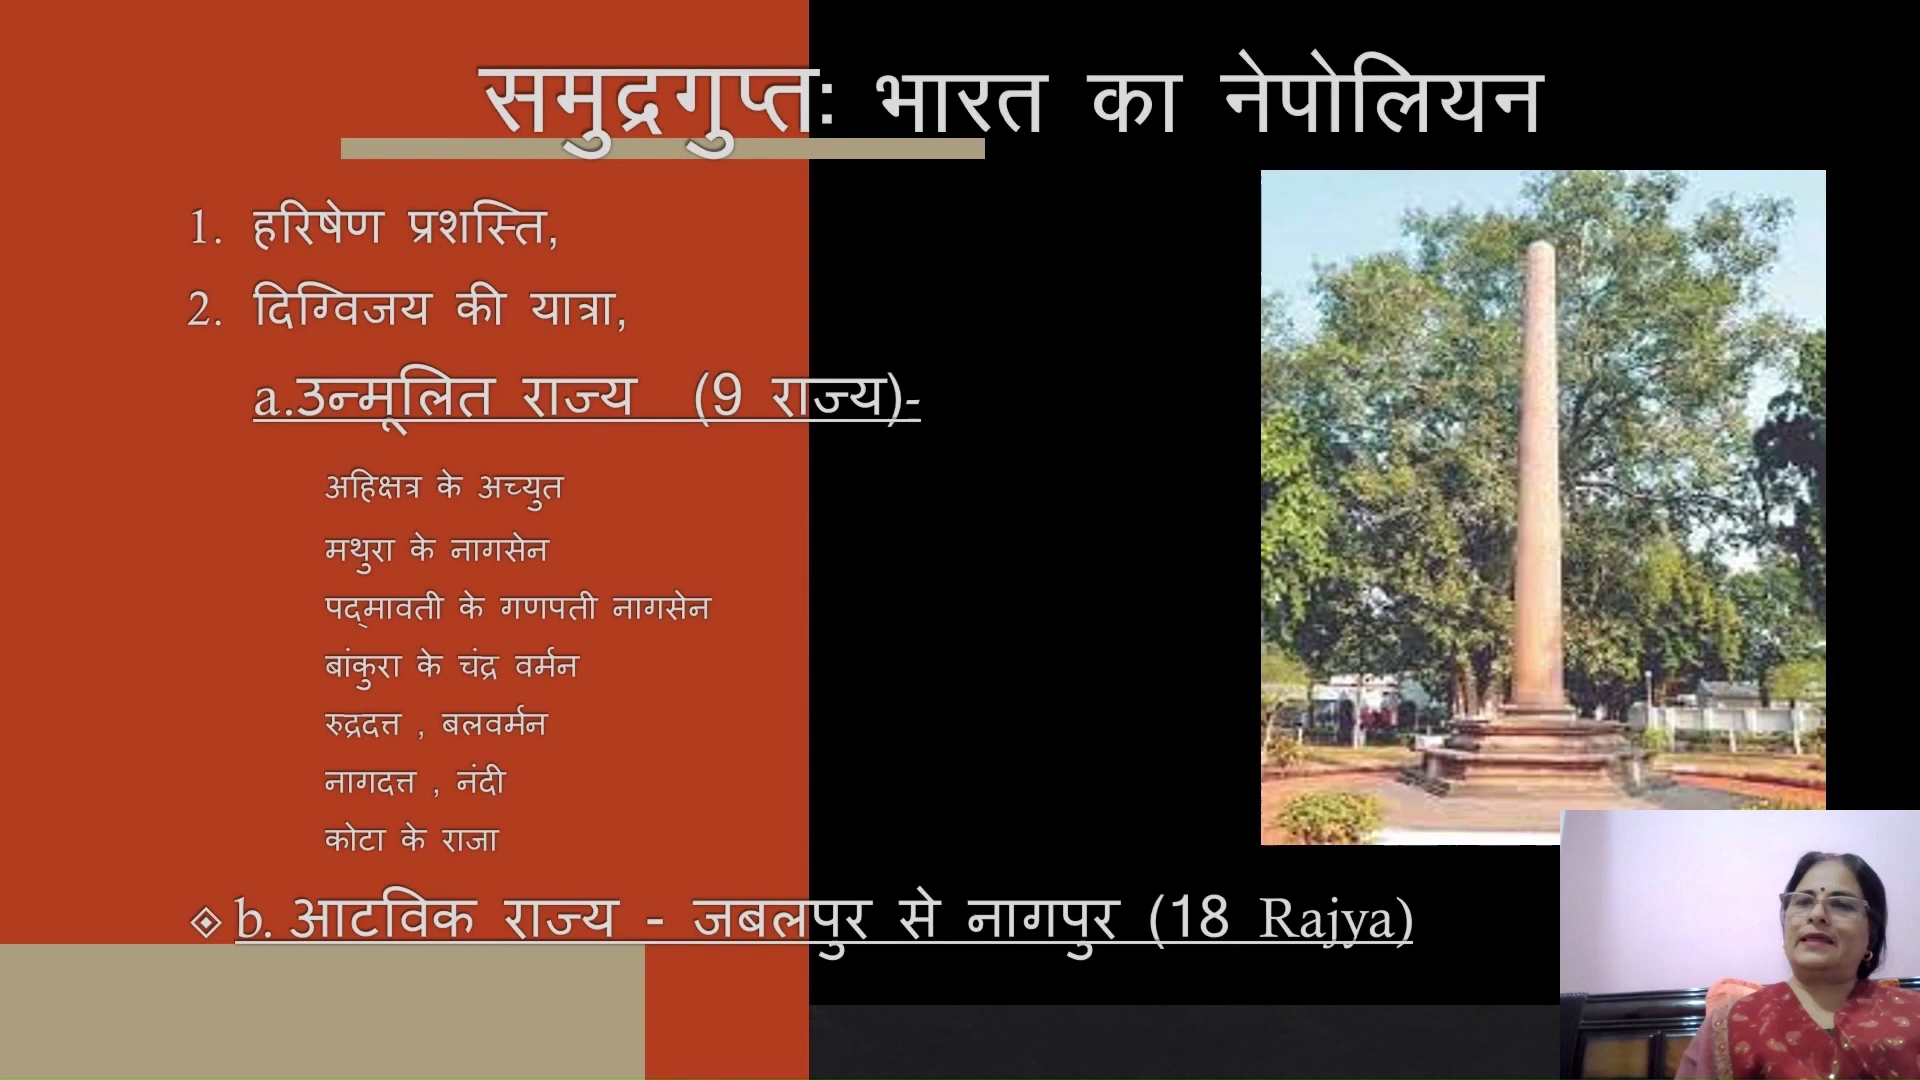 समुद्रगुप्तः भारत का नेपोलियन
1. हरिषेण प्रशस्ति,
2. दिग्विजय की यात्रा,
a.उन्मूलित राज्य (9 राज्य)-
अहिक्षत्र के अच्युत
मथुरा के नागसेन
पद्मावती के गणपती नागसेन
बांकुरा के चंद्र वर्मन
रुद्रदत्त , बलवर्मन
नागदत्त , नंदी
कोटा के राजा
b. आटविक राज्य - जबलपुर से नागपुर (18 Rajya)